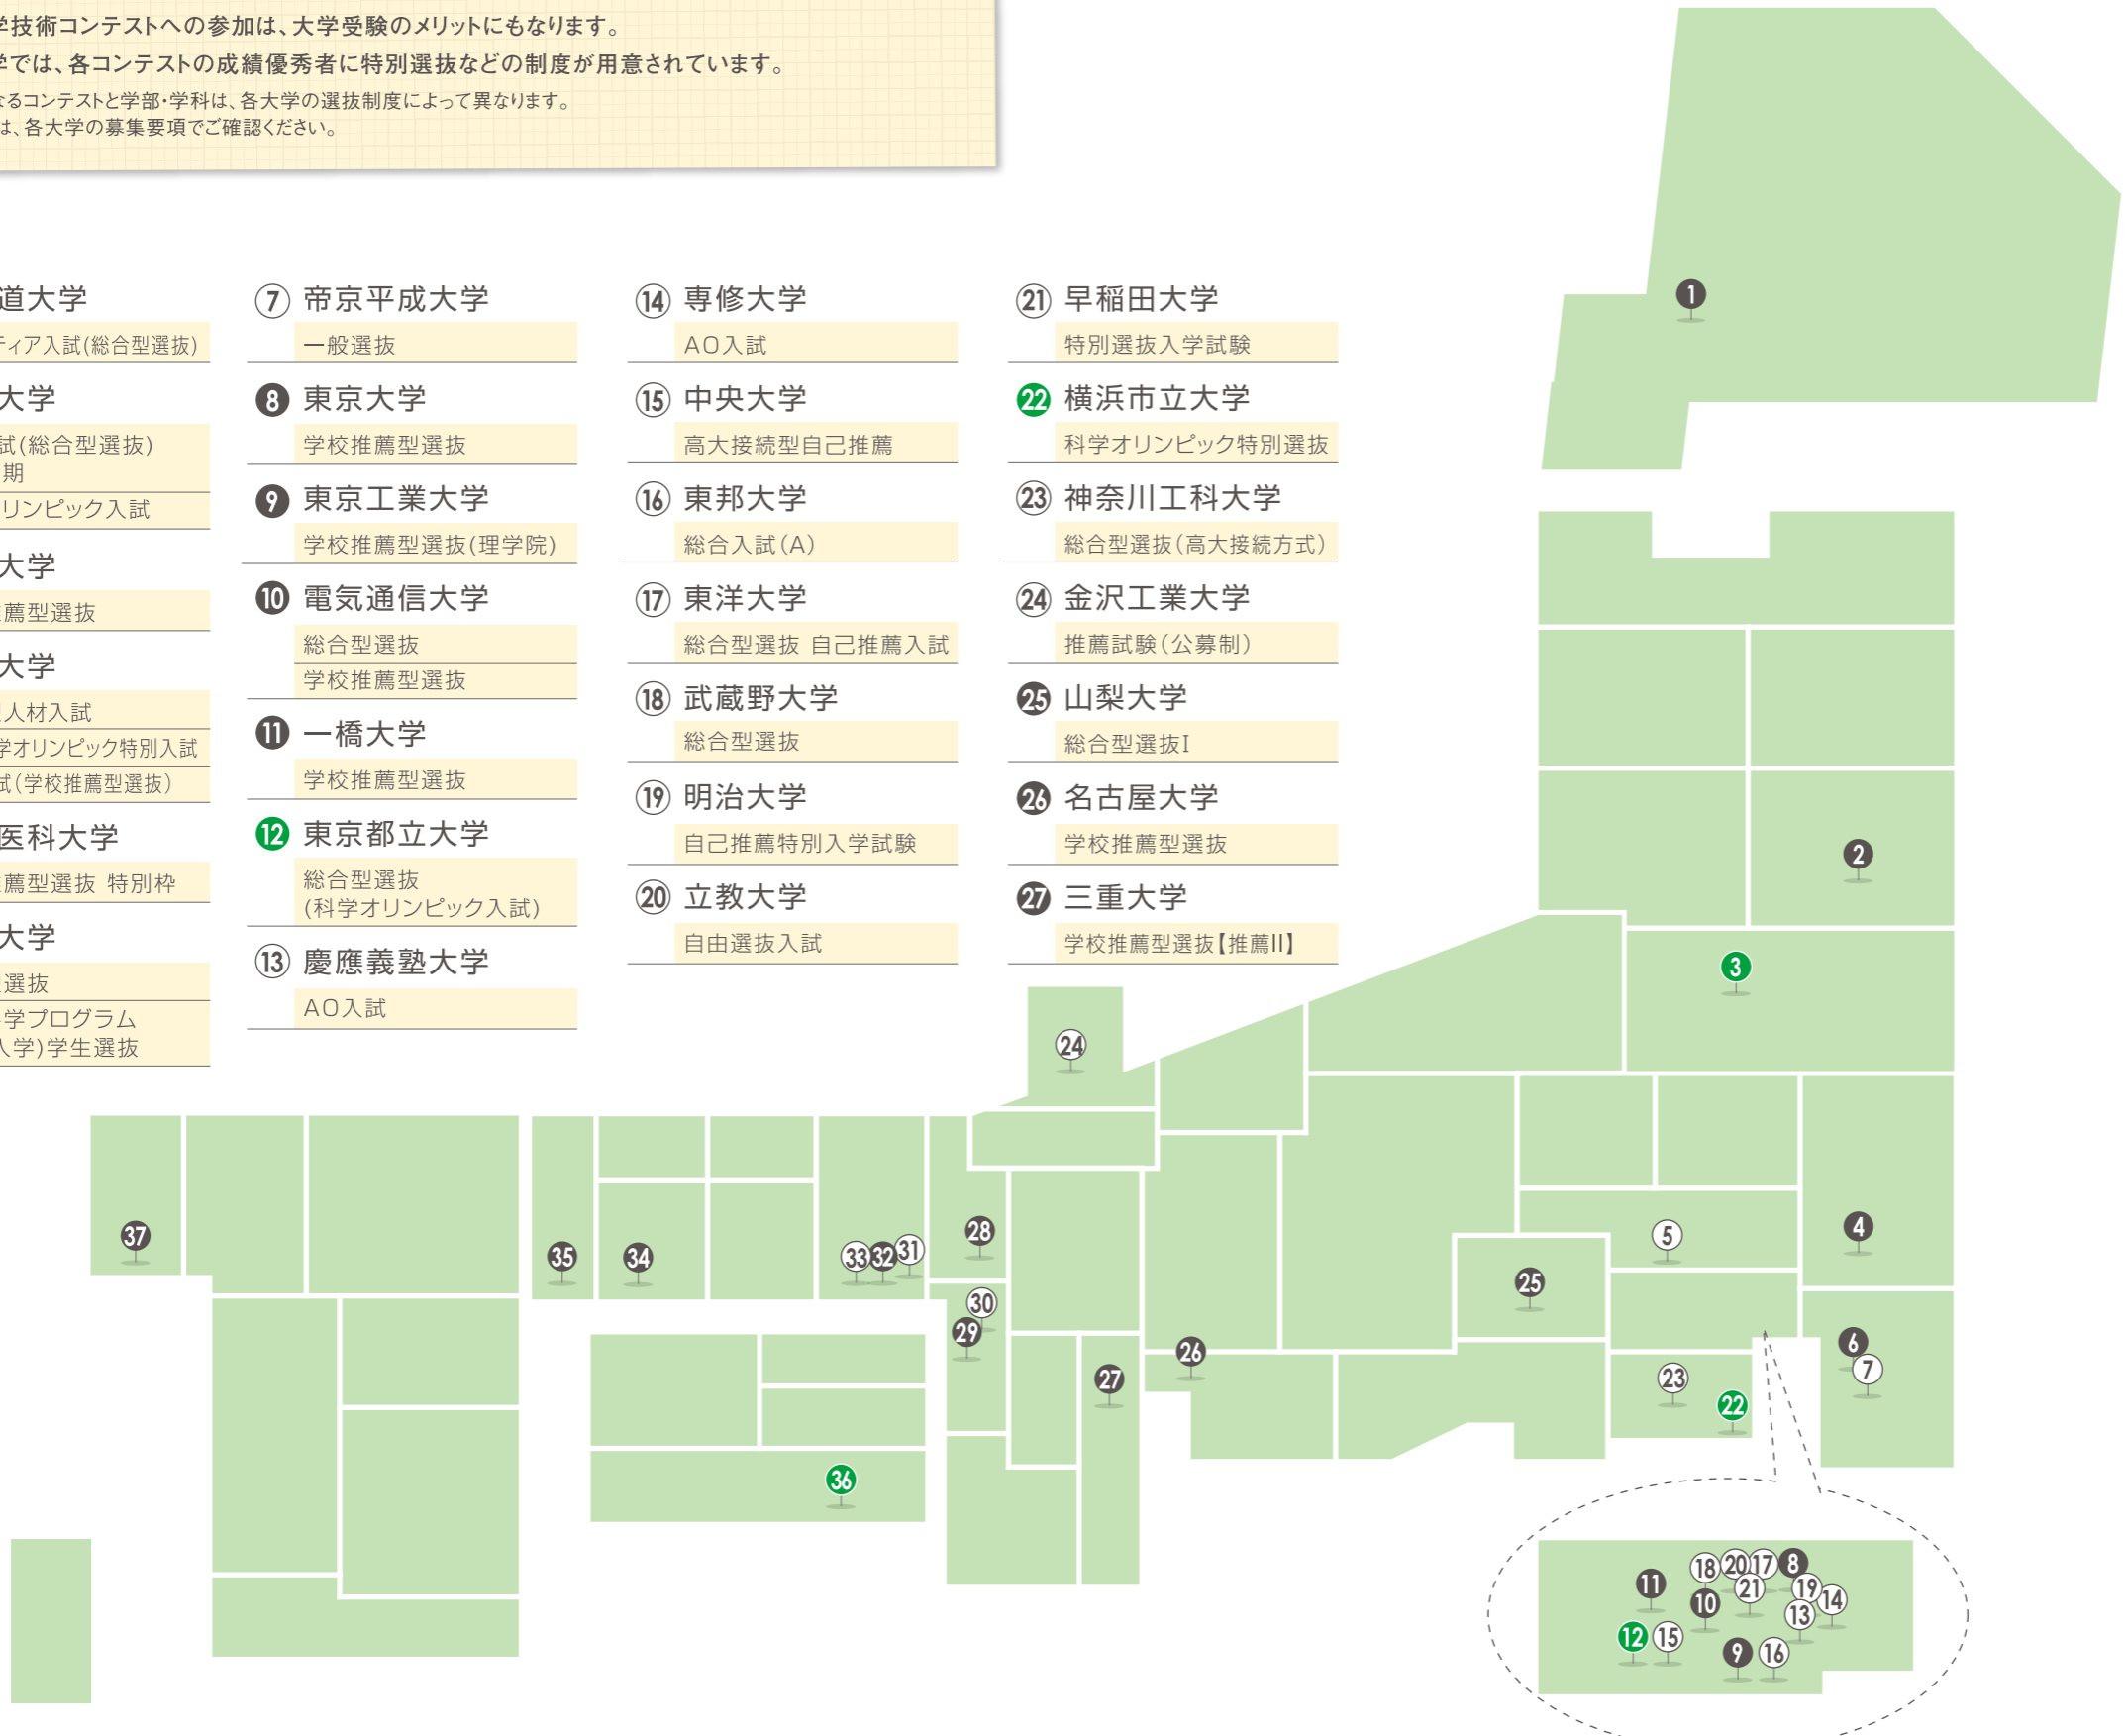 学技術コンテストへの参加は、大学受験のメリットにもなります。
学では、各コンテストの成績優秀者に特別選抜などの制度が用意されています。
なるコンテストと学部・学科は、各大学の選抜制度によって異なります。
は、各大学の募集要項でご確認ください。
道大学
ティア入試(総合型選抜)
大学
試(総合型選抜)
期
リンピック入試
大学
薦型選抜
大学
人材入試
学オリンピック特別入試
試(学校推薦型選抜)
医科大学
薦型選抜 特別枠
大学
選抜
学プログラム
入学)学生選抜
⑦ 帝京平成大学
一般選抜
❽ 東京大学
学校推薦型選抜
❾ 東京工業大学
学校推薦型選抜(理学院)
❿ 電気通信大学
総合型選抜
学校推薦型選抜
⓫ 一橋大学
学校推薦型選抜
⓬ 東京都立大学
総合型選抜
(科学オリンピック入試)
⑬ 慶應義塾大学
AO入試
⑭ 専修大学
AO入試
⑮ 中央大学
高大接続型自己推薦
⑯ 東邦大学
総合入試(A)
⑰ 東洋大学
総合型選抜 自己推薦入試
⑱ 武蔵野大学
総合型選抜
⑲ 明治大学
自己推薦特別入学試験
⑳ 立教大学
自由選抜入試
㉑ 早稲田大学
特別選抜入学試験
22 横浜市立大学
科学オリンピック特別選抜
㉓ 神奈川工科大学
総合型選抜(高大接続方式)
㉔ 金沢工業大学
推薦試験(公募制)
25 山梨大学
総合型選抜I
26 名古屋大学
学校推薦型選抜
27 三重大学
学校推薦型選抜【推薦II】
1
2
3
24
37
35
34
33
32
31
28
5
4
25
30
29
26
27
6
7
23
22
36
18
20
17
8
11
21
19
14
10
13
12
15
9
16